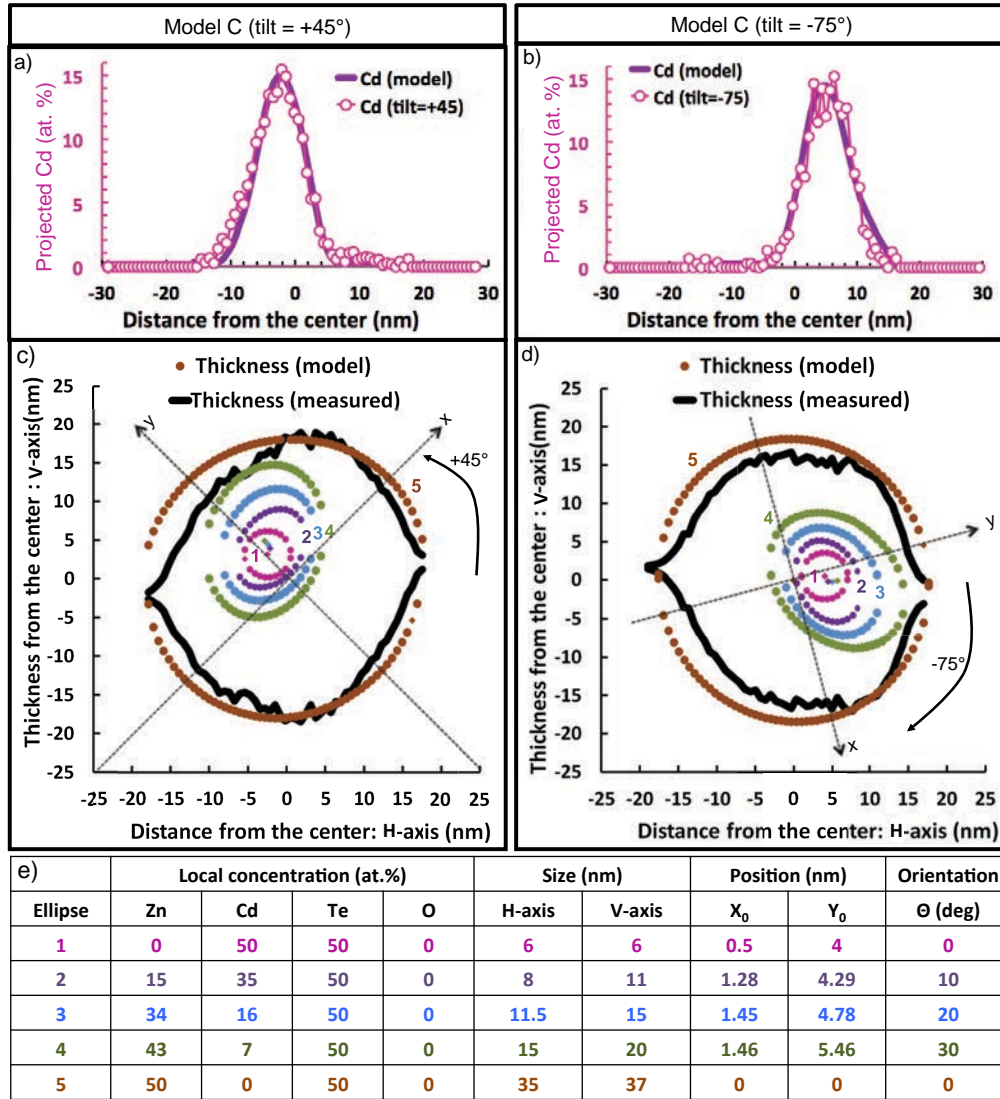 Model C (tilt = +45°)
Model C (tilt = -75°)
a)
Cd (model)
Cd (tilt=+45)
Projected Cd (at. %)
15
10
5
0
-30 -20 -10 0 10 20 30
Distance from the center (nm)
b)
Cd (model)
Cd (tilt=-75)
Projected Cd (at. %)
15
10
5
0
-30 -20 -10 0 10 20 30
Distance from the center (nm)
c)
Thickness (model)
Thickness (measured)
Thickness from the center : V-axis(nm)
25
20
15
10
5
0
-5
-10
-15
-20
-25
y
x
+45°
5
1
2
3
4
-25 -20 -15 -10 -5 0 5 10 15 20 25
Distance from the center: H-axis (nm)
d)
Thickness (model)
Thickness (measured)
Thickness from the center : V-axis(nm)
25
20
15
10
5
0
-5
-10
-15
-20
-25
5
4
y
1
2
3
-75°
x
-25 -20 -15 -10 -5 0 5 10 15 20 25
Distance from the center: H-axis (nm)
e) Local concentration (at.%) Size (nm) Position (nm) Orientation
Ellipse Zn Cd Te O H-axis V-axis X₀ Y₀ Θ (deg)
1 0 50 50 0 6 6 0.5 4 0
2 15 35 50 0 8 11 1.28 4.29 10
3 34 16 50 0 11.5 15 1.45 4.78 20
4 43 7 50 0 15 20 1.46 5.46 30
5 50 0 50 0 35 37 0 0 0